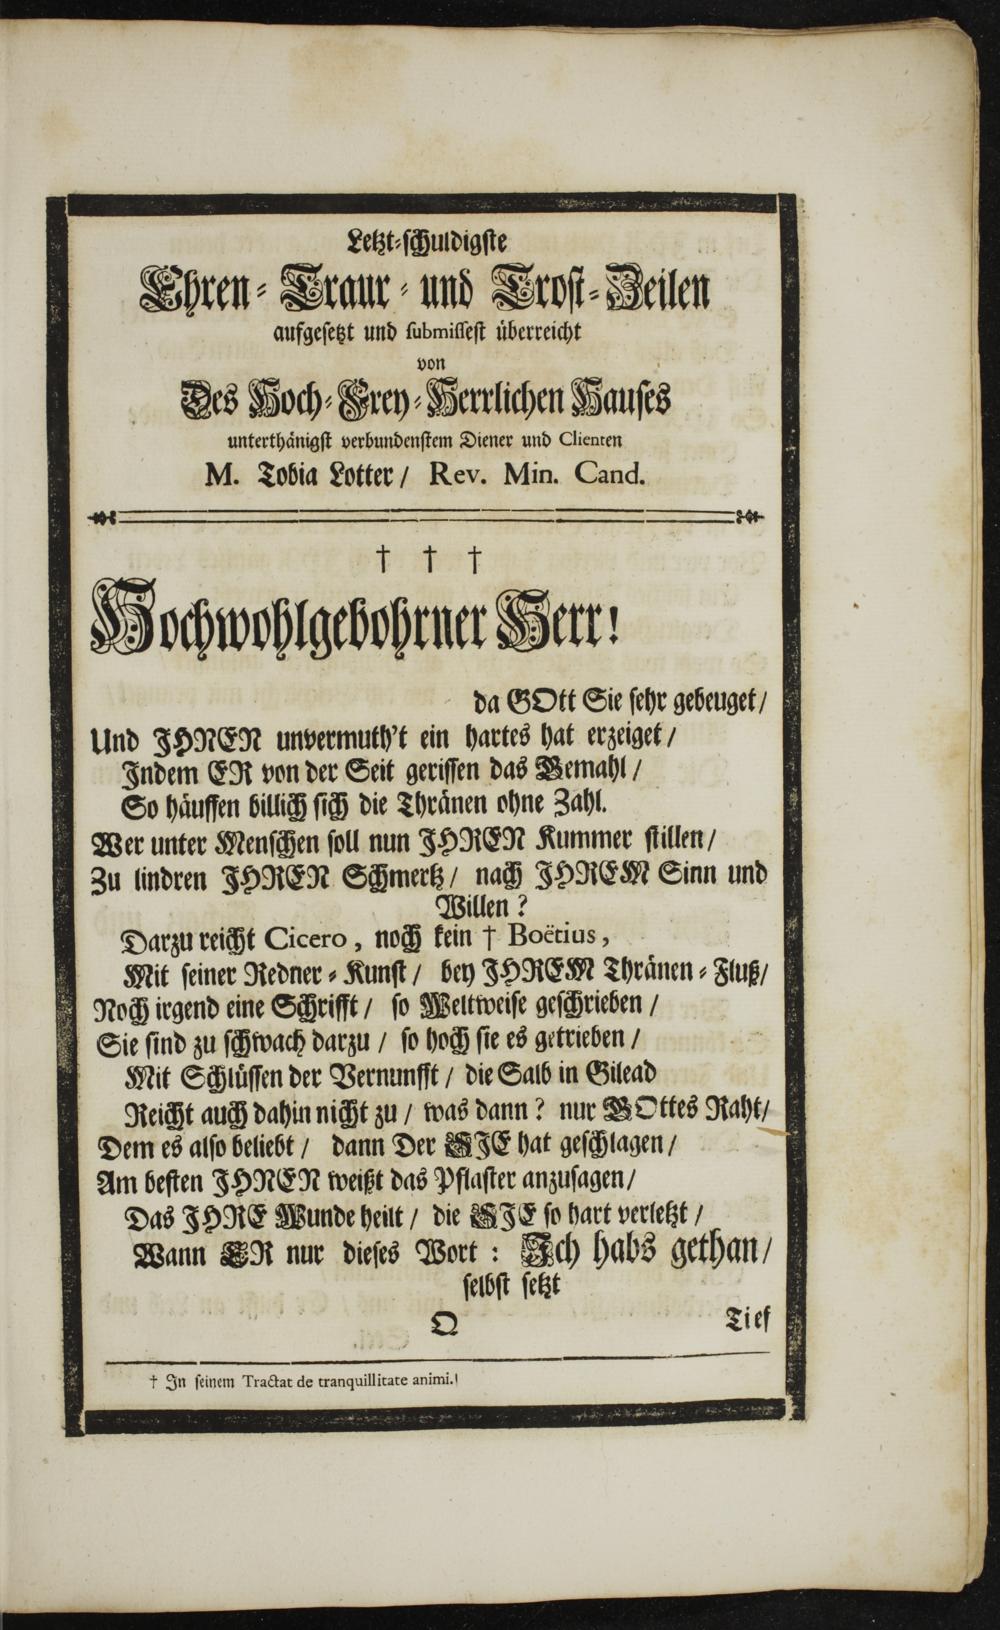 Letzt-schuldigste
Ehren- Traur- und Trost-Zeilen
aufgesetzt und submissest überreicht
von
Des Hoch-Frey-Herrlichen Hauses
unterthänigst verbundenstem Diener und Clienten
M. Tobia Lotter / Rev. Min. Cand.
† † †
Hochwohlgebohrner Herr!
da GOtt Sie sehr gebeuget /
Und JHNEN unvermuth't ein hartes hat erzeiget /
Jndem ER von der Seit gerissen das Gemahl /
So häuffen billich sich die Thränen ohne Zahl.
Wer unter Menschen soll nun JHREN Kummer stillen /
Zu lindren JHREN Schmertz / nach JHREM Sinn und
Willen?
Darzu reicht Cicero, noch kein † Boëtius,
Mit seiner Redner-Kunst / bey JHREM Thränen-Fluß /
Noch irgend eine Schrifft / so Weltweise geschrieben /
Sie sind zu schwach darzu / so hoch sie es getrieben /
Mit Schlüssen der Vernunfft / die Salb in Gilead
Reicht auch dahin nicht zu / was dann? nur GOttes Raht /
Dem es also beliebt / dann Der SJE hat geschlagen /
Am besten JHNEN weißt das Pflaster anzusagen /
Das JHRE Wunde heilt / die SJE so hart verletzt /
Wann ER nur dieses Wort : Jch habs gethan /
selbst setzt
O
Tief
† Jn seinem Tractat de tranquillitate animi.